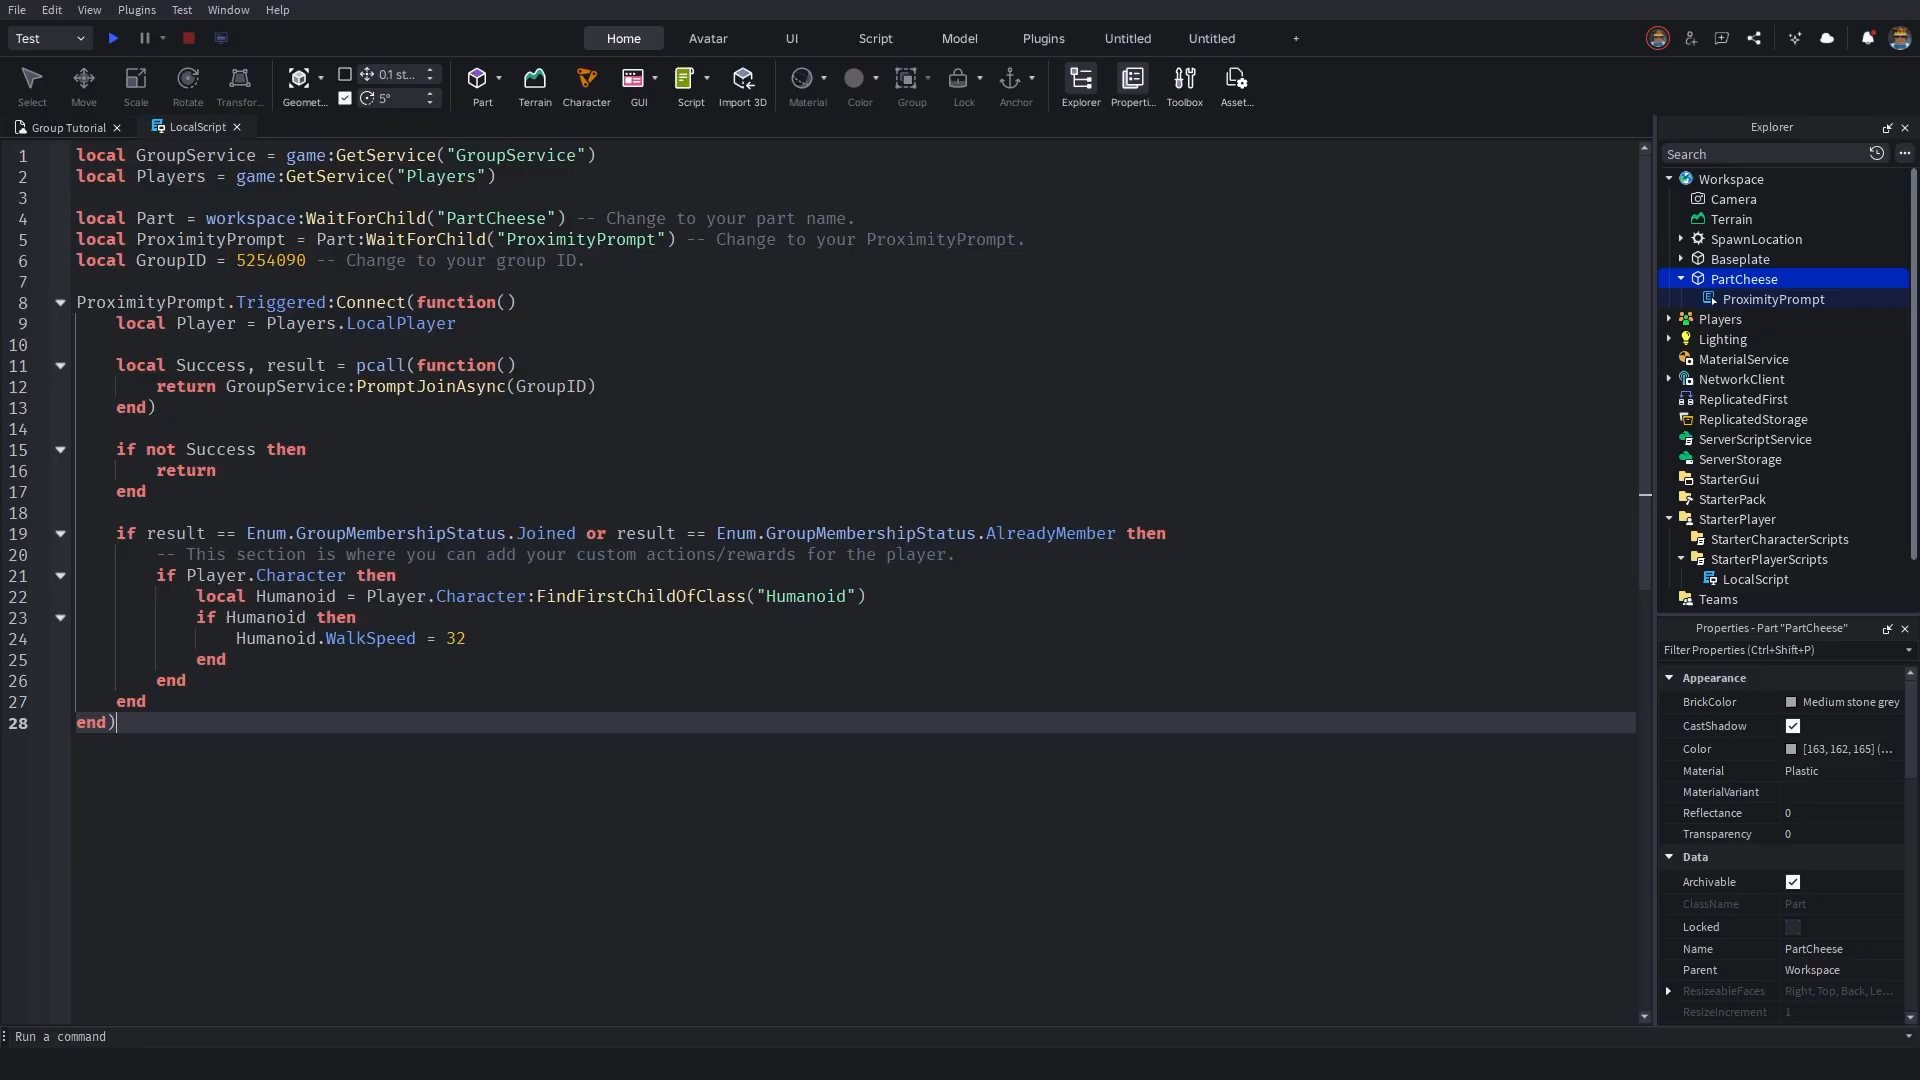 File Edit View Plugins Test Window Help
Test Home Avatar UI Script Model Plugins Untitled Untitled +
Select Move Scale Rotate Transfor... Geomet... 0.1 st... 5° Part Terrain Character GUI Script Import 3D Material Color Group Lock Anchor Explorer Properti... Toolbox Asset...
Group Tutorial LocalScript
1 local GroupService = game:GetService("GroupService")
2 local Players = game:GetService("Players")
3
4 local Part = workspace:WaitForChild("PartCheese") -- Change to your part name.
5 local ProximityPrompt = Part:WaitForChild("ProximityPrompt") -- Change to your ProximityPrompt.
6 local GroupID = 5254090 -- Change to your group ID.
7
8 ProximityPrompt.Triggered:Connect(function()
9 local Player = Players.LocalPlayer
10
11 local Success, result = pcall(function()
12 return GroupService:PromptJoinAsync(GroupID)
13 end)
14
15 if not Success then
16 return
17 end
18
19 if result == Enum.GroupMembershipStatus.Joined or result == Enum.GroupMembershipStatus.AlreadyMember then
20 -- This section is where you can add your custom actions/rewards for the player.
21 if Player.Character then
22 local Humanoid = Player.Character:FindFirstChildOfClass("Humanoid")
23 if Humanoid then
24 Humanoid.WalkSpeed = 32
25 end
26 end
27 end
28 end)
Explorer
Search
Workspace
Camera
Terrain
SpawnLocation
Baseplate
PartCheese
ProximityPrompt
Players
Lighting
MaterialService
NetworkClient
ReplicatedFirst
ReplicatedStorage
ServerScriptService
ServerStorage
StarterGui
StarterPack
StarterPlayer
StarterCharacterScripts
StarterPlayerScripts
LocalScript
Teams
Properties - Part "PartCheese"
Filter Properties (Ctrl+Shift+P)
Appearance
BrickColor Medium stone grey
CastShadow
Color [163, 162, 165] (...
Material Plastic
MaterialVariant
Reflectance 0
Transparency 0
Data
Archivable
ClassName Part
Locked
Name PartCheese
Parent Workspace
ResizeableFaces Right, Top, Back, Le...
ResizeIncrement 1
Run a command